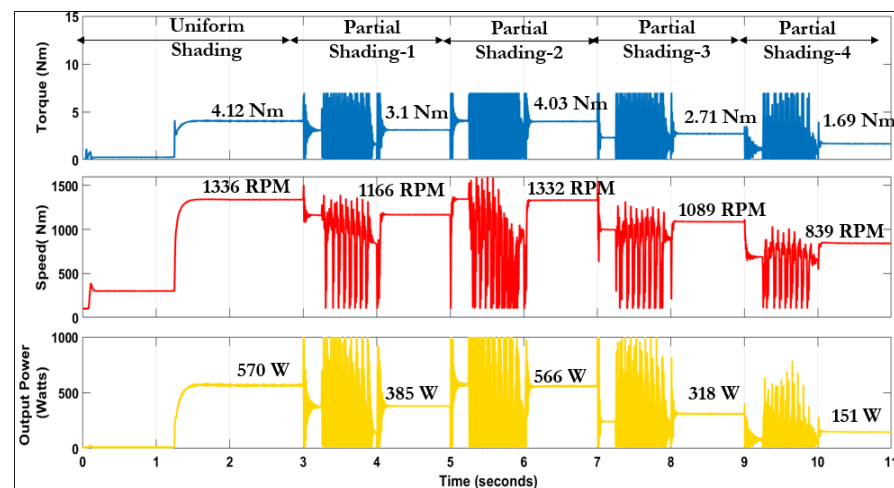 Uniform Shading
Partial Shading-1
Partial Shading-2
Partial Shading-3
Partial Shading-4
Torque (Nm)
15
10
5
0
4.12 Nm
3.1 Nm
4.03 Nm
2.71 Nm
1.69 Nm
Speed( Nm)
1500
1000
500
0
1336 RPM
1166 RPM
1332 RPM
1089 RPM
839 RPM
Output Power (Watts)
1000
500
0
570 W
385 W
566 W
318 W
151 W
0 1 2 3 4 5 6 7 8 9 10 11
Time (seconds)